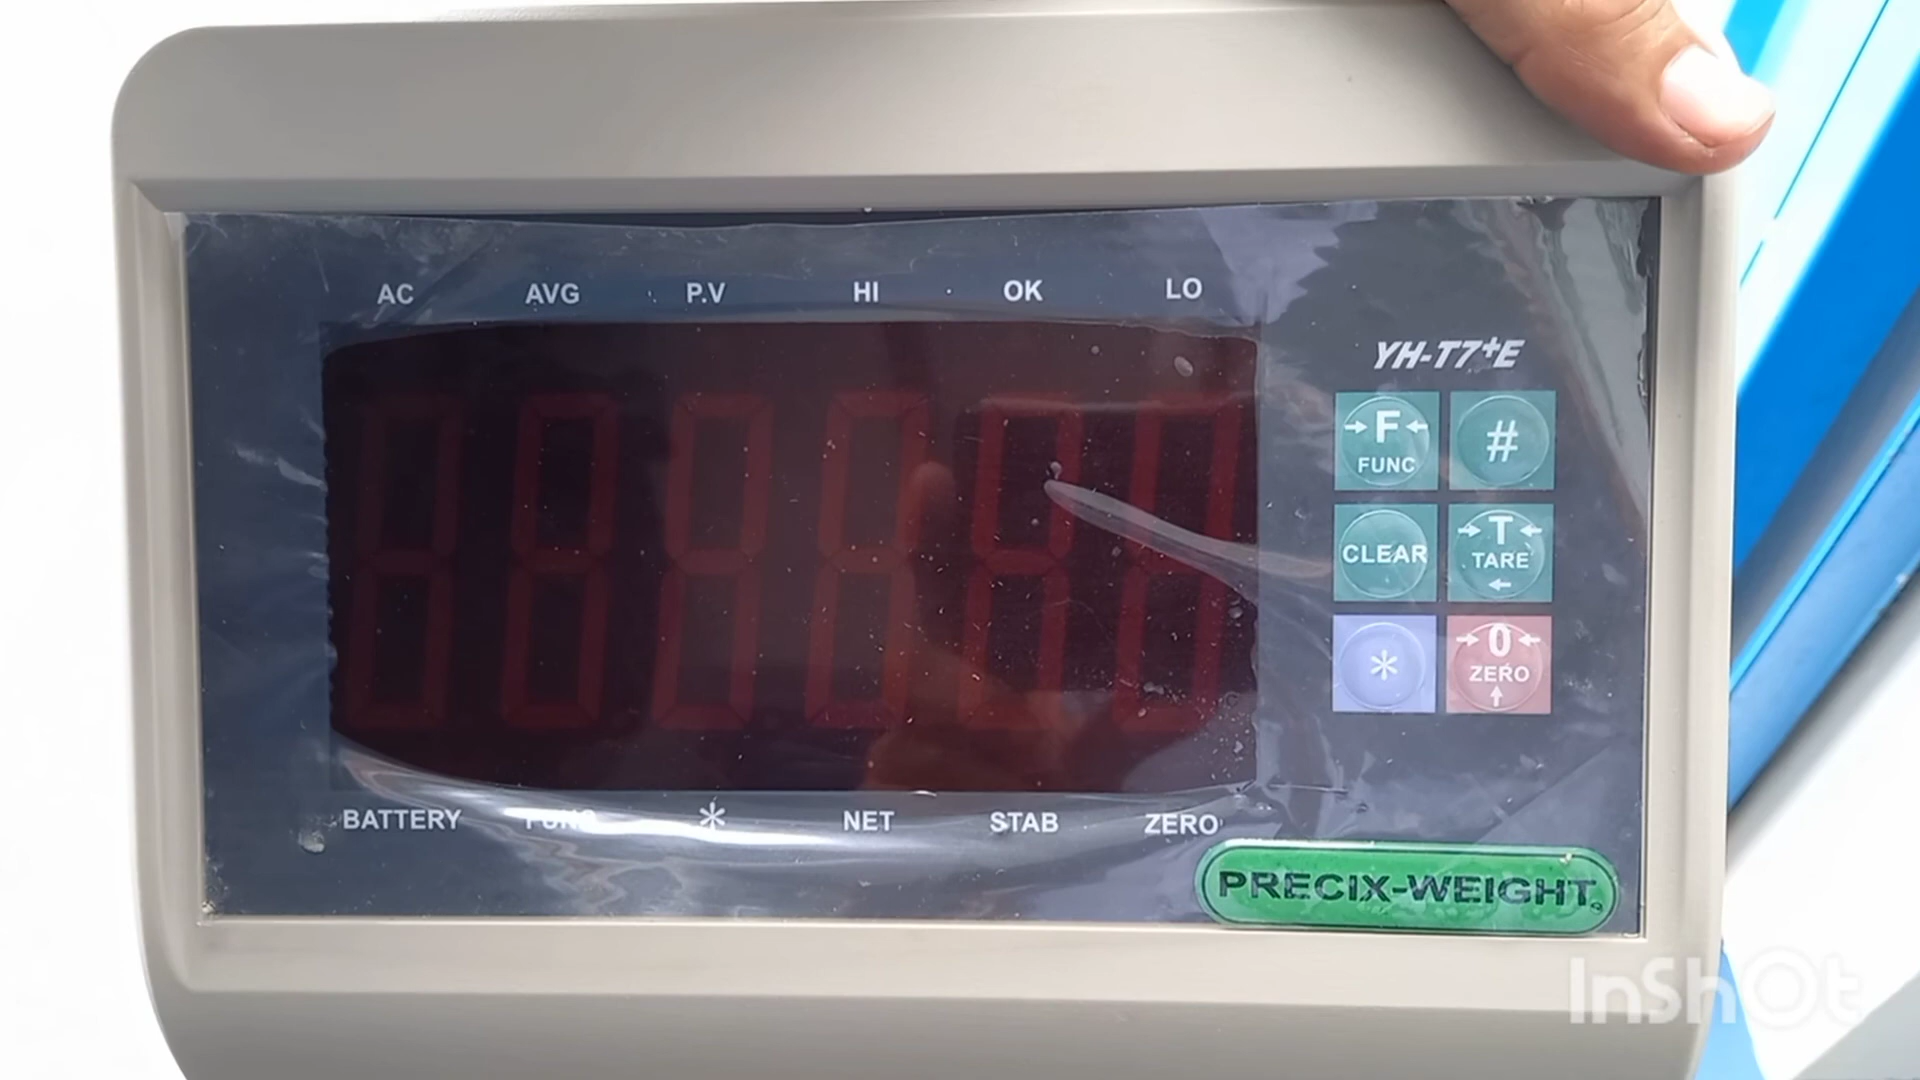 AC AVG P.V HI OK LO
YH-T7+E
→F← FUNC
#
CLEAR
→T← TARE ←
*
→0← ZERO ↑
BATTERY FUNC * NET STAB ZERO
PRECIX-WEIGHT
InShOt